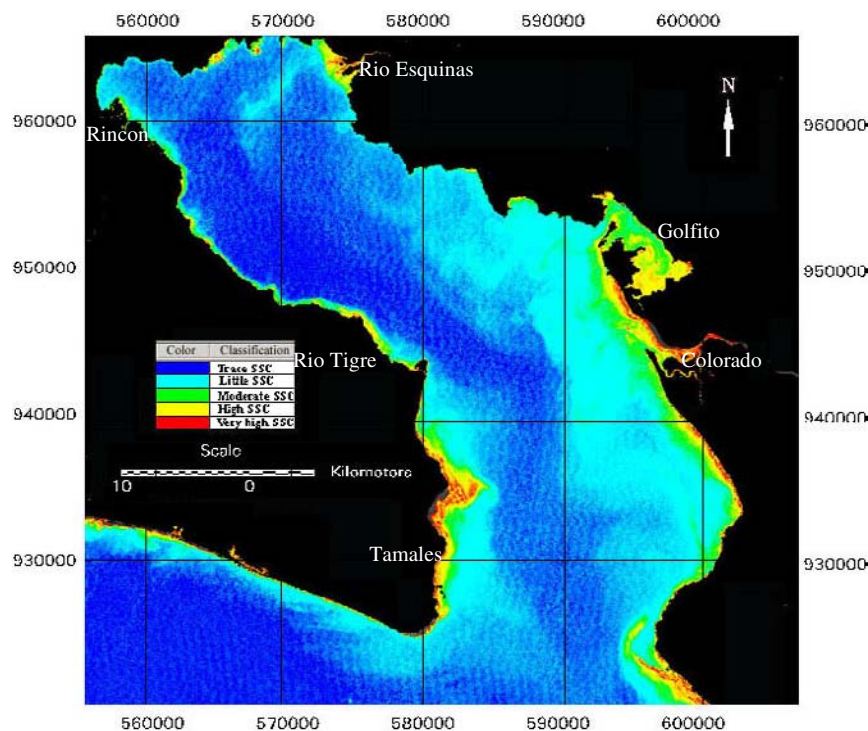 560000 570000 580000 590000 600000
Rio Esquinas
N
960000 960000
Rincon
Golfito
950000 950000
Color Classification
Trace SSC
Little SSC
Moderate SSC
High SSC
Very high SSC
Rio Tigre
Colorado
940000 940000
Scale
Kilometers
10 0
Tamales
930000 930000
560000 570000 580000 590000 600000